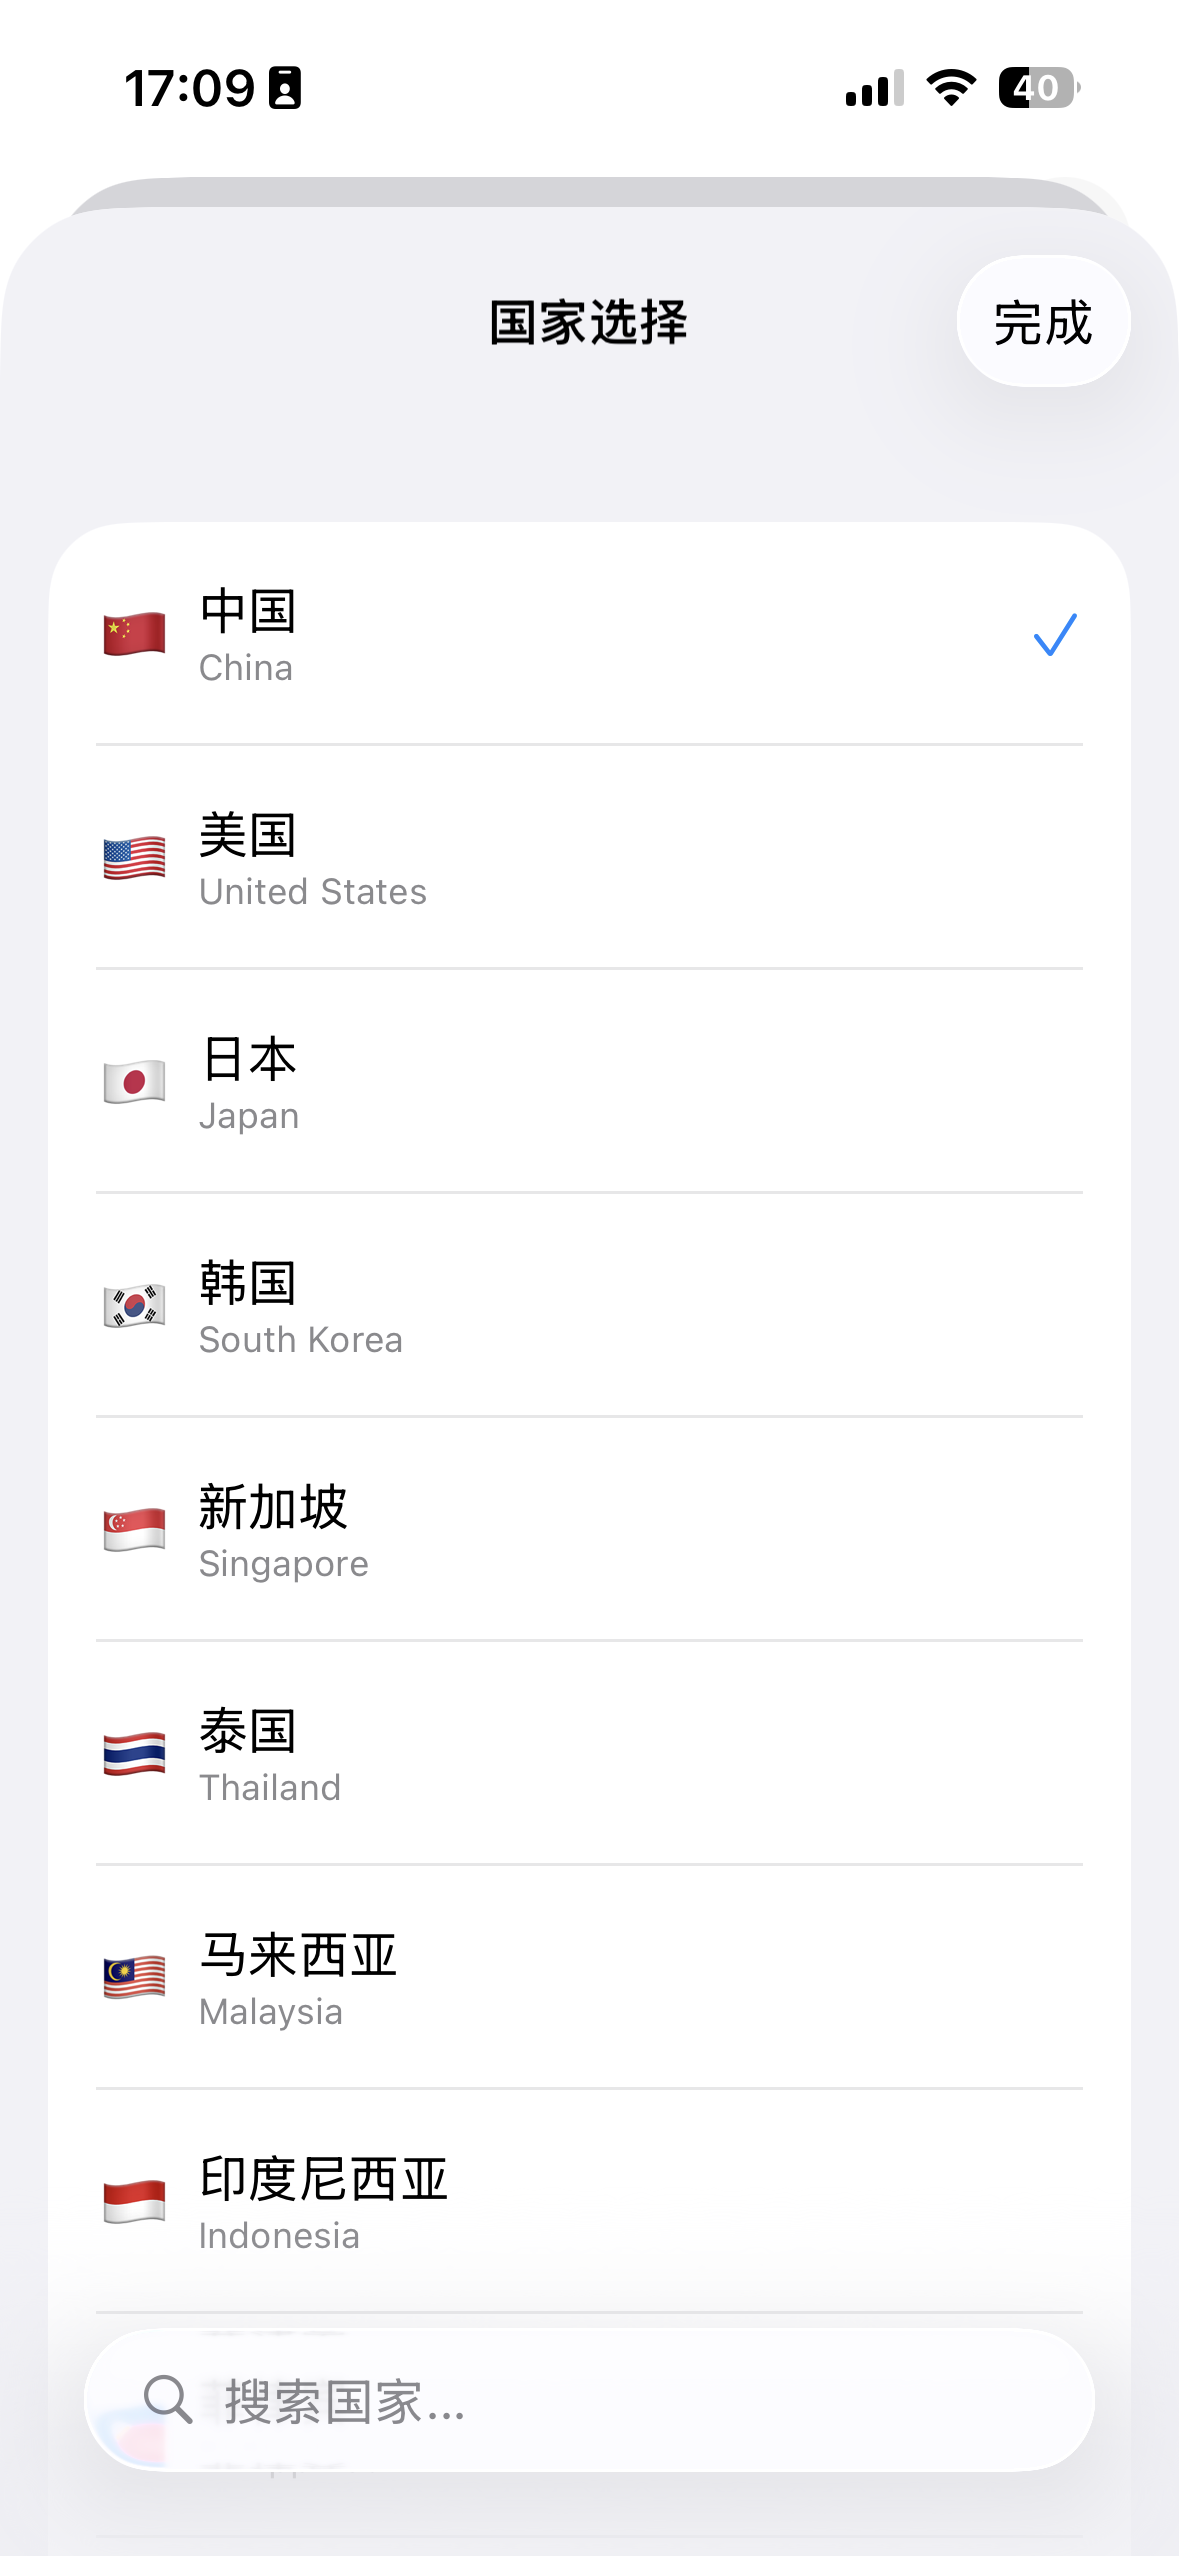 17:09
40
国家选择
完成
中国
China
美国
United States
日本
Japan
韩国
South Korea
新加坡
Singapore
泰国
Thailand
马来西亚
Malaysia
印度尼西亚
Indonesia
搜索国家...